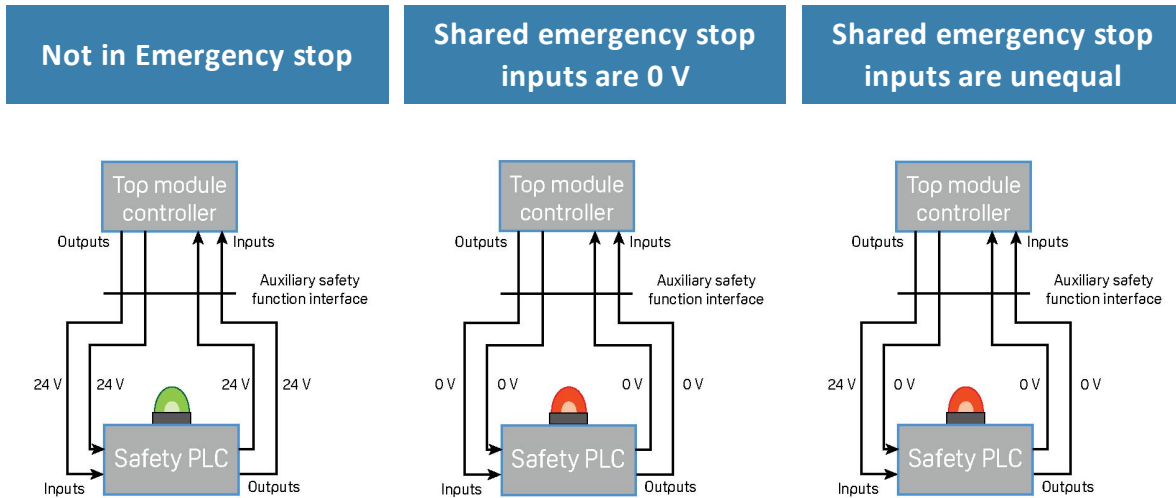 Not in Emergency stop
Shared emergency stop
inputs are 0 V
Shared emergency stop
inputs are unequal
Top module
controller
Outputs
Inputs
Auxiliary safety
function interface
24 V
24 V
24 V
24 V
Safety PLC
Inputs
Outputs
Top module
controller
Outputs
Inputs
Auxiliary safety
function interface
0 V
0 V
0 V
0 V
Safety PLC
Inputs
Outputs
Top module
controller
Outputs
Inputs
Auxiliary safety
function interface
24 V
0 V
0 V
0 V
Safety PLC
Inputs
Outputs